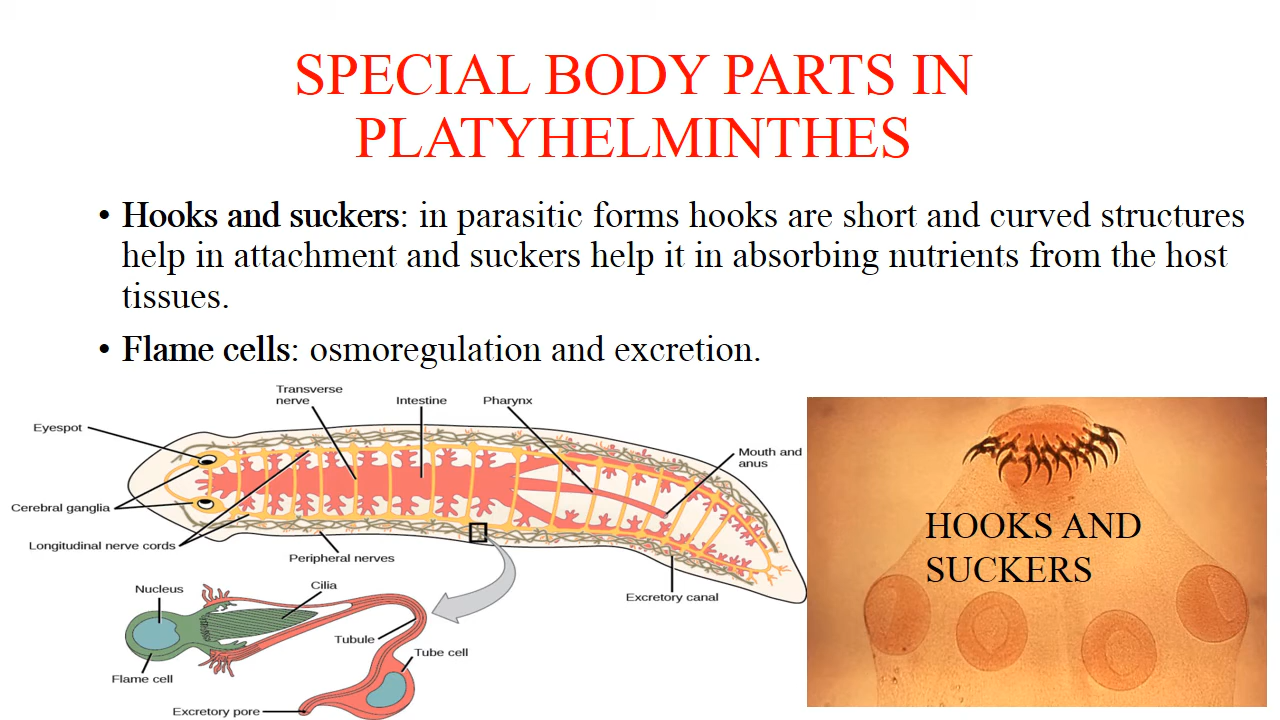 SPECIAL BODY PARTS IN
PLATYHELMINTHES
• Hooks and suckers: in parasitic forms hooks are short and curved structures
help in attachment and suckers help it in absorbing nutrients from the host
tissues.
• Flame cells: osmoregulation and excretion.
Transverse
nerve
Intestine
Pharynx
Eyespot
Mouth and
anus
Cerebral ganglia
Longitudinal nerve cords
Peripheral nerves
Excretory canal
Nucleus
Cilia
Tubule
Tube cell
Flame cell
Excretory pore
HOOKS AND
SUCKERS